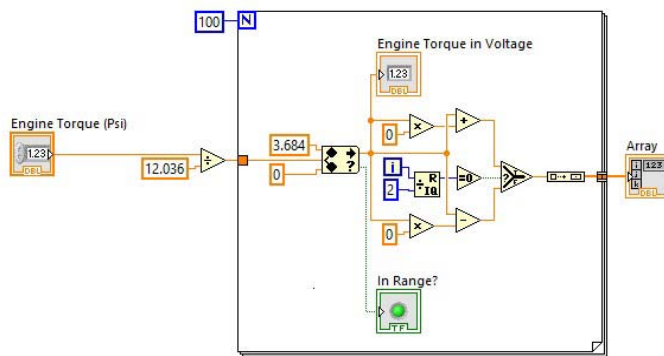 100 N
Engine Torque in Voltage
1.23
DBL
Engine Torque (Psi)
1.23
DBL
12.036
÷
3.684
0
?
0
×
+
i
2
÷ R
IQ
=0
?
F
0
×
−
Array
i
j
k
123
DBL
In Range?
TF